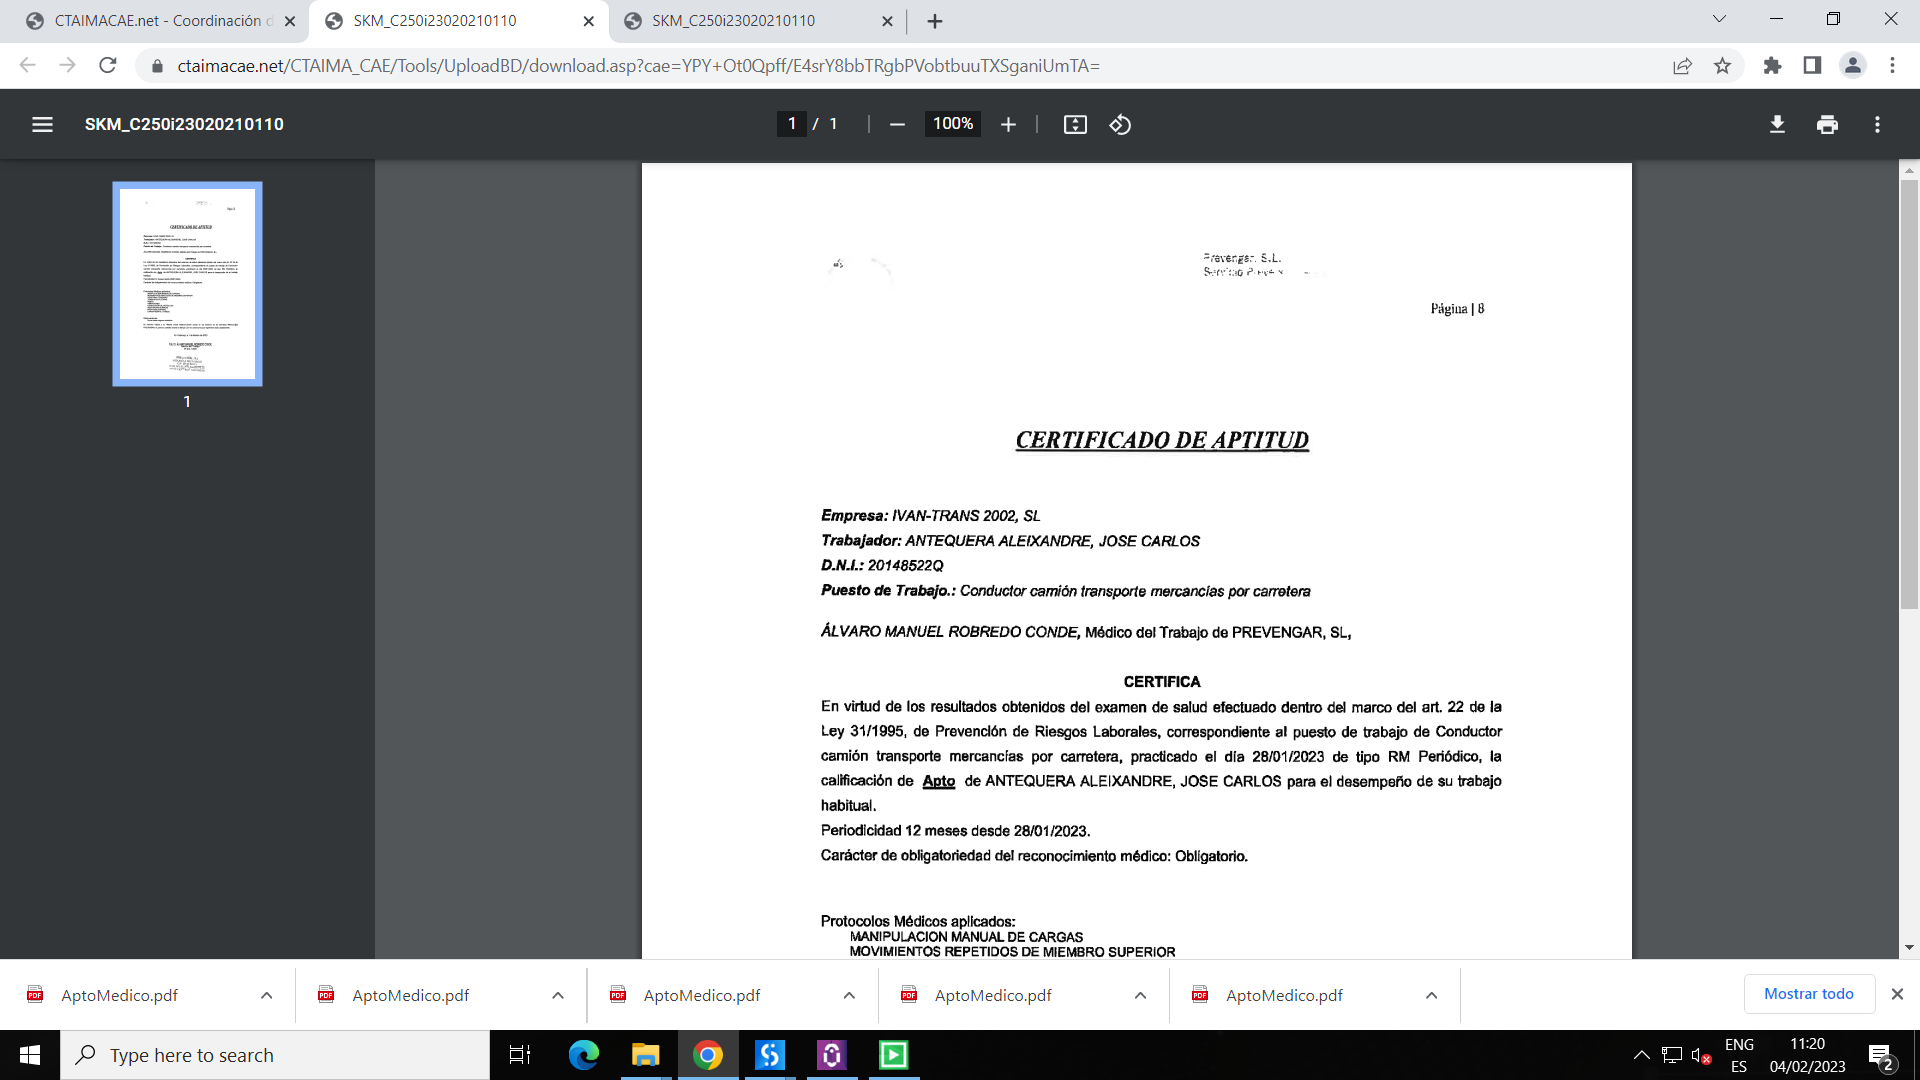 CTAIMACAE.net - Coordinación d
SKM_C250i23020210110
SKM_C250i23020210110
ctaimacae.net/CTAIMA_CAE/Tools/UploadBD/download.asp?cae=YPY+Ot0Qpff/E4srY8bbTRgbPVobtbuuTXSganiUmTA=
SKM_C250i23020210110
1 / 1
100%
1
Prevengar, S.L.
Servicio Preve
Página | 8
CERTIFICADO DE APTITUD
Empresa: IVAN-TRANS 2002, SL
Trabajador: ANTEQUERA ALEIXANDRE, JOSE CARLOS
D.N.I.: 20148522Q
Puesto de Trabajo.: Conductor camión transporte mercancías por carretera
ÁLVARO MANUEL ROBREDO CONDE, Médico del Trabajo de PREVENGAR, SL,
CERTIFICA
En virtud de los resultados obtenidos del examen de salud efectuado dentro del marco del art. 22 de la
Ley 31/1995, de Prevención de Riesgos Laborales, correspondiente al puesto de trabajo de Conductor
camión transporte mercancías por carretera, practicado el día 28/01/2023 de tipo RM Periódico, la
calificación de Apto de ANTEQUERA ALEIXANDRE, JOSE CARLOS para el desempeño de su trabajo
habitual.
Periodicidad 12 meses desde 28/01/2023.
Carácter de obligatoriedad del reconocimiento médico: Obligatorio.
Protocolos Médicos aplicados:
MANIPULACION MANUAL DE CARGAS
MOVIMIENTOS REPETIDOS DE MIEMBRO SUPERIOR
AptoMedico.pdf
AptoMedico.pdf
AptoMedico.pdf
AptoMedico.pdf
AptoMedico.pdf
Mostrar todo
Type here to search
ENG
ES
11:20
04/02/2023
2